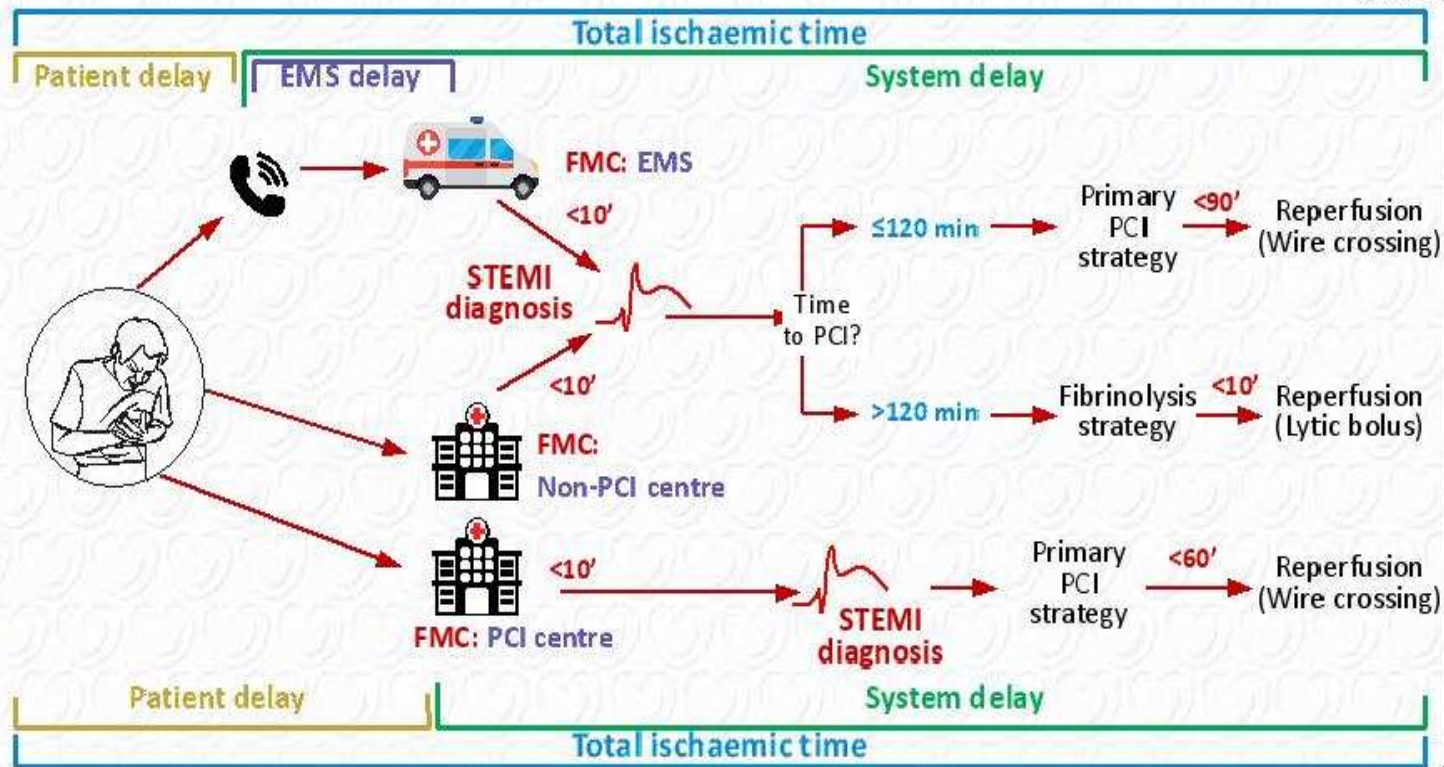 Total ischaemic time
Patient delay
EMS delay
System delay
FMC: EMS
<10'
STEMI
diagnosis
<10'
FMC:
Non-PCI centre
Time
to PCI?
≤120 min
Primary
PCI
strategy
<90'
Reperfusion
(Wire crossing)
>120 min
Fibrinolysis
strategy
<10'
Reperfusion
(Lytic bolus)
<10'
FMC: PCI centre
STEMI
diagnosis
Primary
PCI
strategy
<60'
Reperfusion
(Wire crossing)
Patient delay
System delay
Total ischaemic time